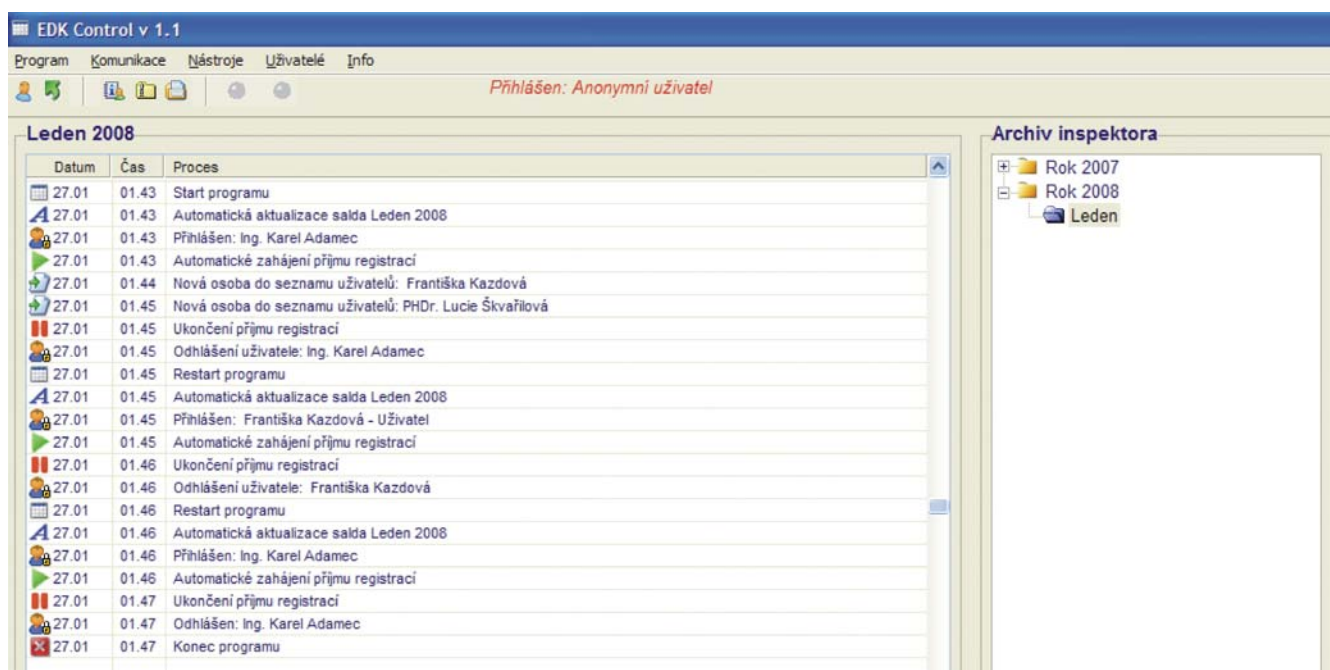 EDK Control v 1.1
Program Komunikace Nástroje Uživatelé Info
Přihlášen: Anonymní uživatel
Leden 2008
Datum Čas Proces
27.01 01.43 Start programu
27.01 01.43 Automatická aktualizace salda Leden 2008
27.01 01.43 Přihlášen: Ing. Karel Adamec
27.01 01.43 Automatické zahájení příjmu registrací
27.01 01.44 Nová osoba do seznamu uživatelů: Františka Kazdová
27.01 01.45 Nová osoba do seznamu uživatelů: PHDr. Lucie Škvařilová
27.01 01.45 Ukončení příjmu registrací
27.01 01.45 Odhlášení uživatele: Ing. Karel Adamec
27.01 01.45 Restart programu
27.01 01.45 Automatická aktualizace salda Leden 2008
27.01 01.45 Přihlášen: Františka Kazdová - Uživatel
27.01 01.45 Automatické zahájení příjmu registrací
27.01 01.46 Ukončení příjmu registrací
27.01 01.46 Odhlášení uživatele: Františka Kazdová
27.01 01.46 Restart programu
27.01 01.46 Automatická aktualizace salda Leden 2008
27.01 01.46 Přihlášen: Ing. Karel Adamec
27.01 01.46 Automatické zahájení příjmu registrací
27.01 01.47 Ukončení příjmu registrací
27.01 01.47 Odhlášen: Ing. Karel Adamec
27.01 01.47 Konec programu
Archiv inspektora
Rok 2007
Rok 2008
Leden